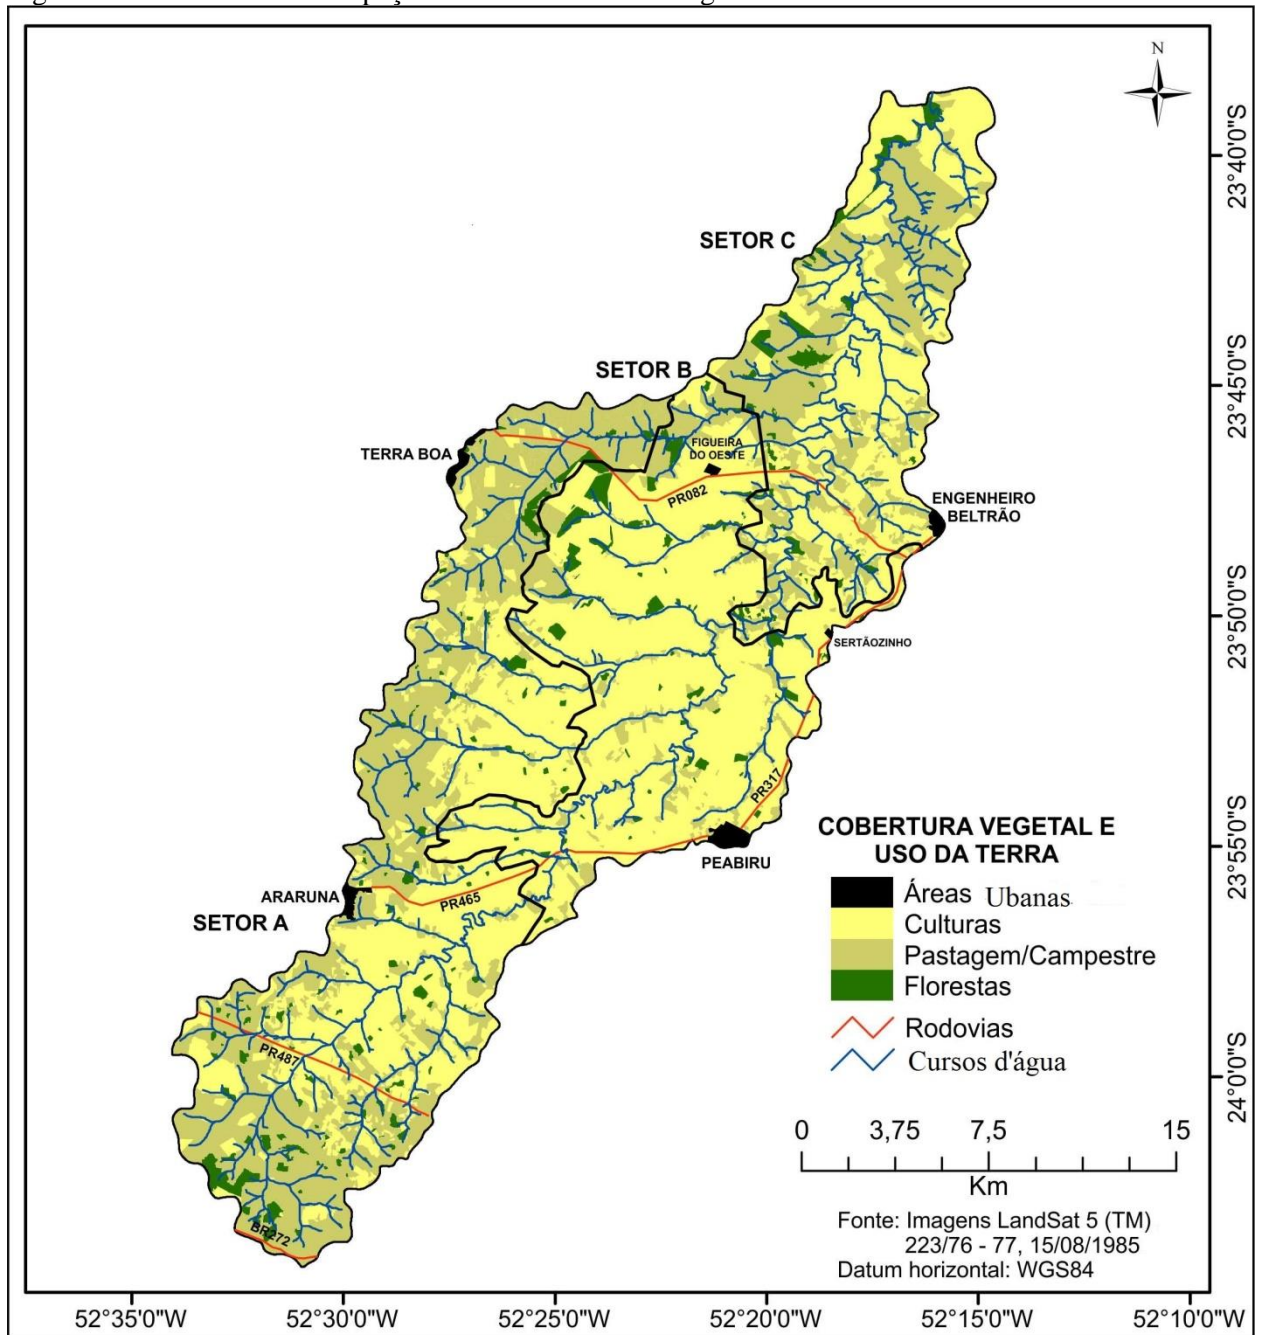 N
SETOR C
SETOR B
TERRA BOA
FIGUEIRA
DO OESTE
PR082
ENGENHEIRO
BELTRÃO
SERTÃOZINHO
PR317
PEABIRU
ARARUNA
PR465
SETOR A
PR487
BR272
23°40'0"S
23°45'0"S
23°50'0"S
23°55'0"S
24°0'0"S
COBERTURA VEGETAL E
USO DA TERRA
Áreas Ubanas
Culturas
Pastagem/Campestre
Florestas
Rodovias
Cursos d'água
0 3,75 7,5 15
Km
Fonte: Imagens LandSat 5 (TM)
223/76 - 77, 15/08/1985
Datum horizontal: WGS84
52°35'0"W 52°30'0"W 52°25'0"W 52°20'0"W 52°15'0"W 52°10'0"W